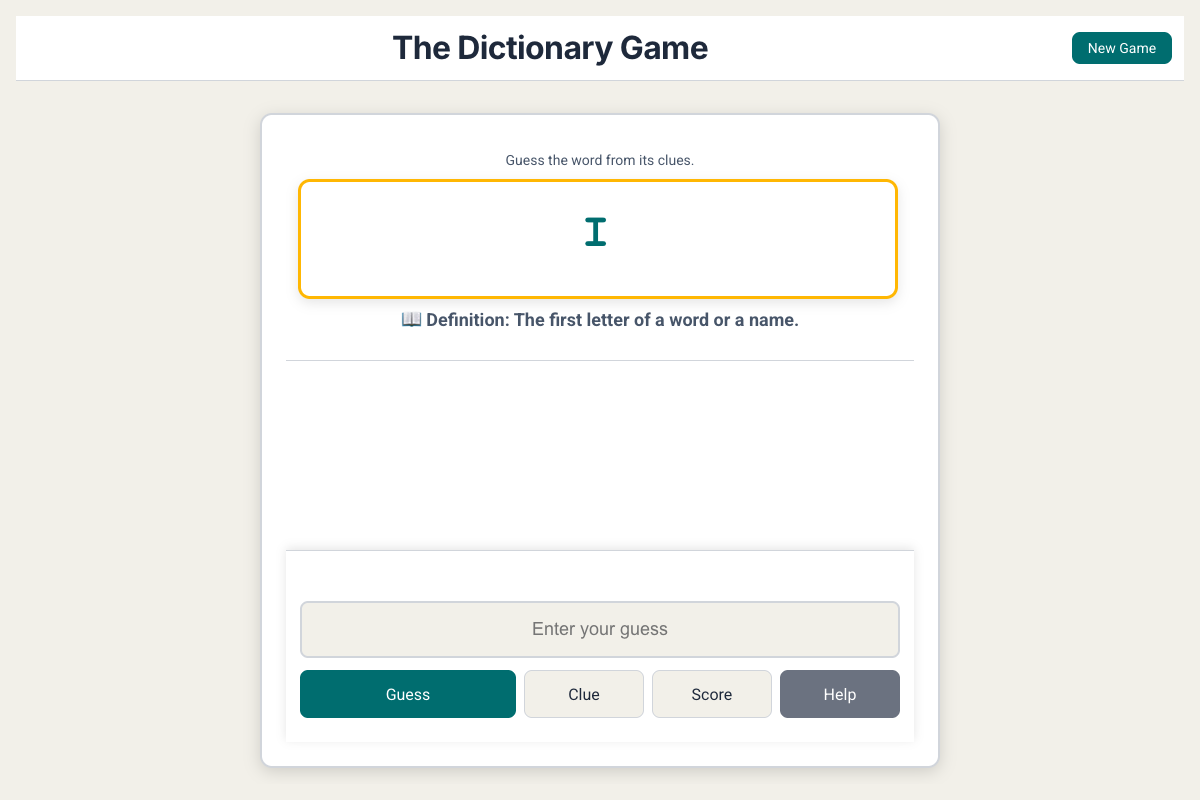 The Dictionary Game
New Game
Guess the word from its clues.
I
📖 Definition: The first letter of a word or a name.
Enter your guess
Guess
Clue
Score
Help